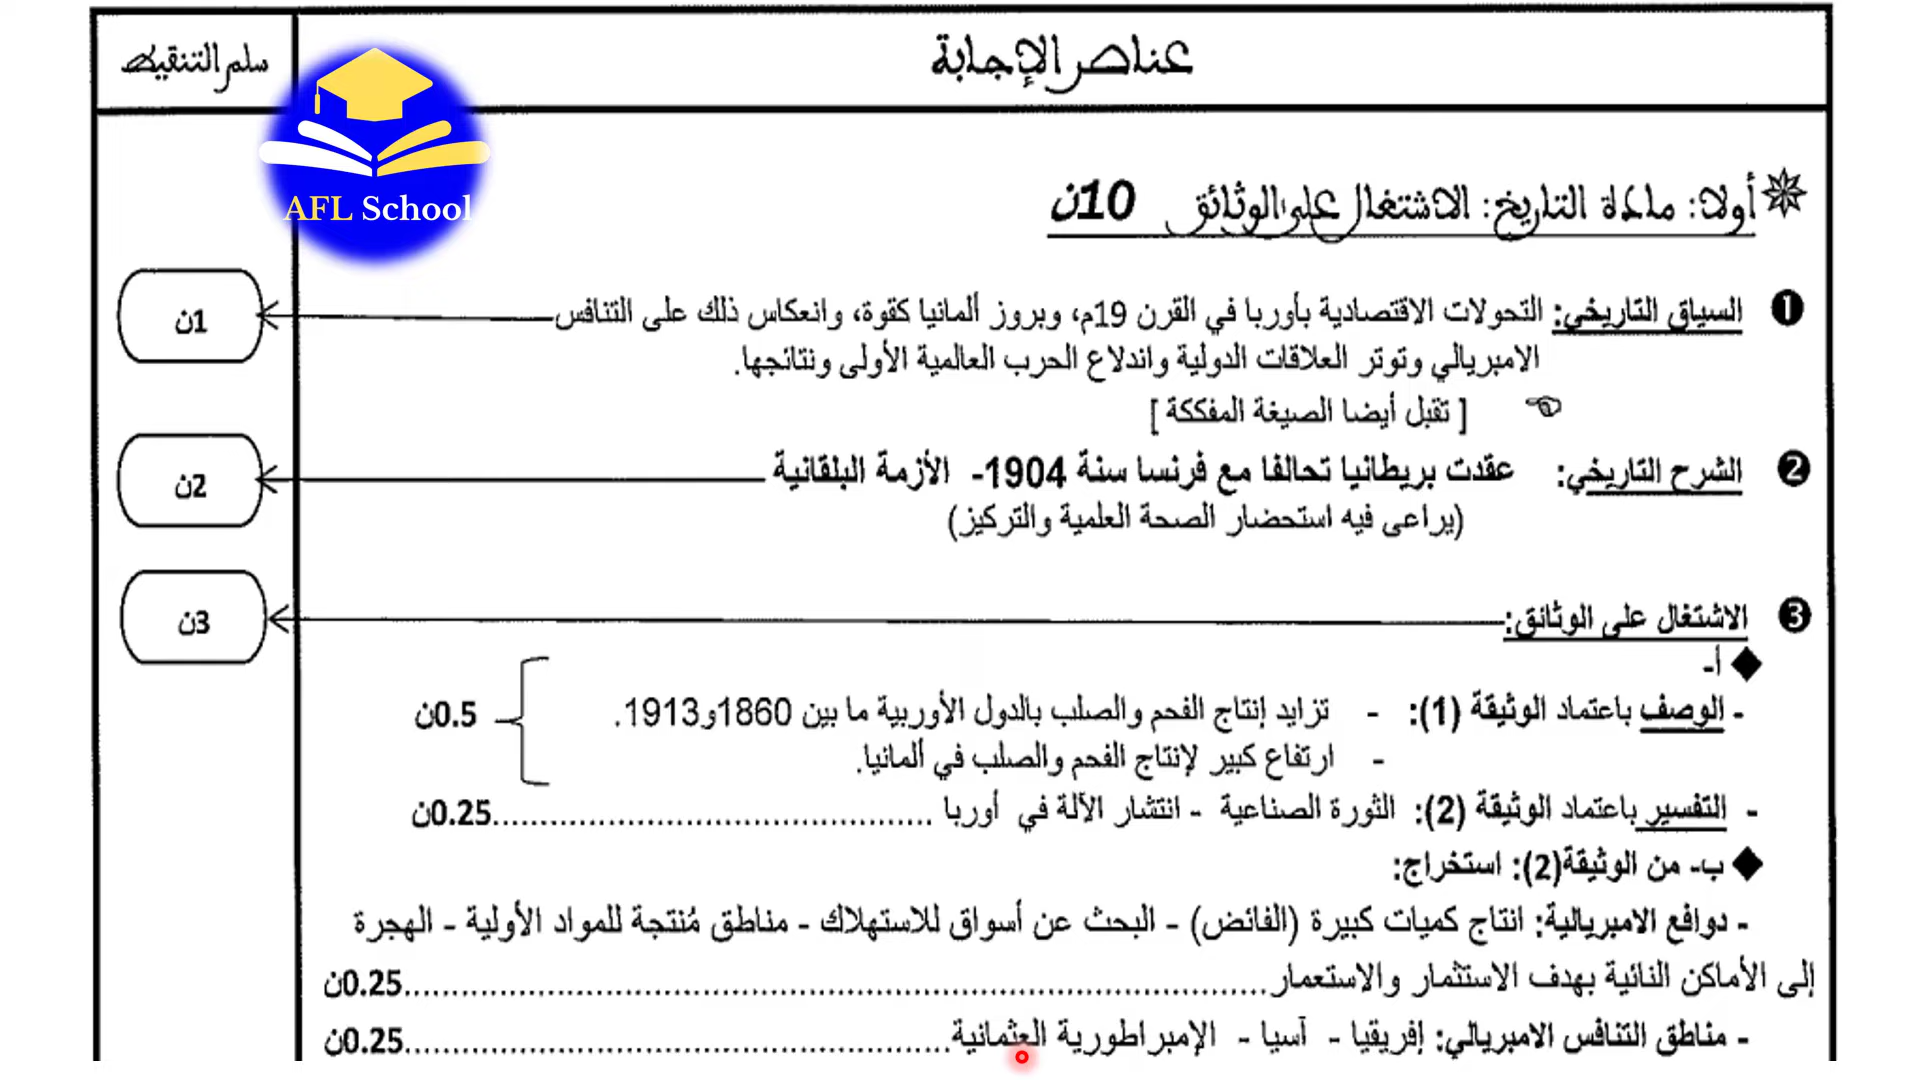 عناصر الإجابة
سلم التنقيط
AFL School
أولا: مادة التاريخ: الاشتغال على الوثائق 10ن
❶ السياق التاريخي: التحولات الاقتصادية بأوربا في القرن 19م، وبروز ألمانيا كقوة، وانعكاس ذلك على التنافس
1ن
الامبريالي وتوتر العلاقات الدولية واندلاع الحرب العالمية الأولى ونتائجها.
[ تقبل أيضا الصيغة المفككة ]
❷ الشرح التاريخي: عقدت بريطانيا تحالفا مع فرنسا سنة 1904- الأزمة البلقانية
2ن
(يراعى فيه استحضار الصحة العلمية والتركيز)
❸ الاشتغال على الوثائق:
3ن
◆ أ-
- الوصف باعتماد الوثيقة (1): - تزايد إنتاج الفحم والصلب بالدول الأوربية ما بين 1860و1913.
0.5ن
- ارتفاع كبير لإنتاج الفحم والصلب في ألمانيا.
- التفسير باعتماد الوثيقة (2): الثورة الصناعية - انتشار الآلة في أوربا ........ 0.25ن
◆ ب- من الوثيقة(2): استخراج:
- دوافع الامبريالية: انتاج كميات كبيرة (الفائض) - البحث عن أسواق للاستهلاك - مناطق مُنتجة للمواد الأولية - الهجرة
إلى الأماكن النائية بهدف الاستثمار والاستعمار........ 0.25ن
- مناطق التنافس الامبريالي: إفريقيا - آسيا - الإمبراطورية العثمانية........ 0.25ن